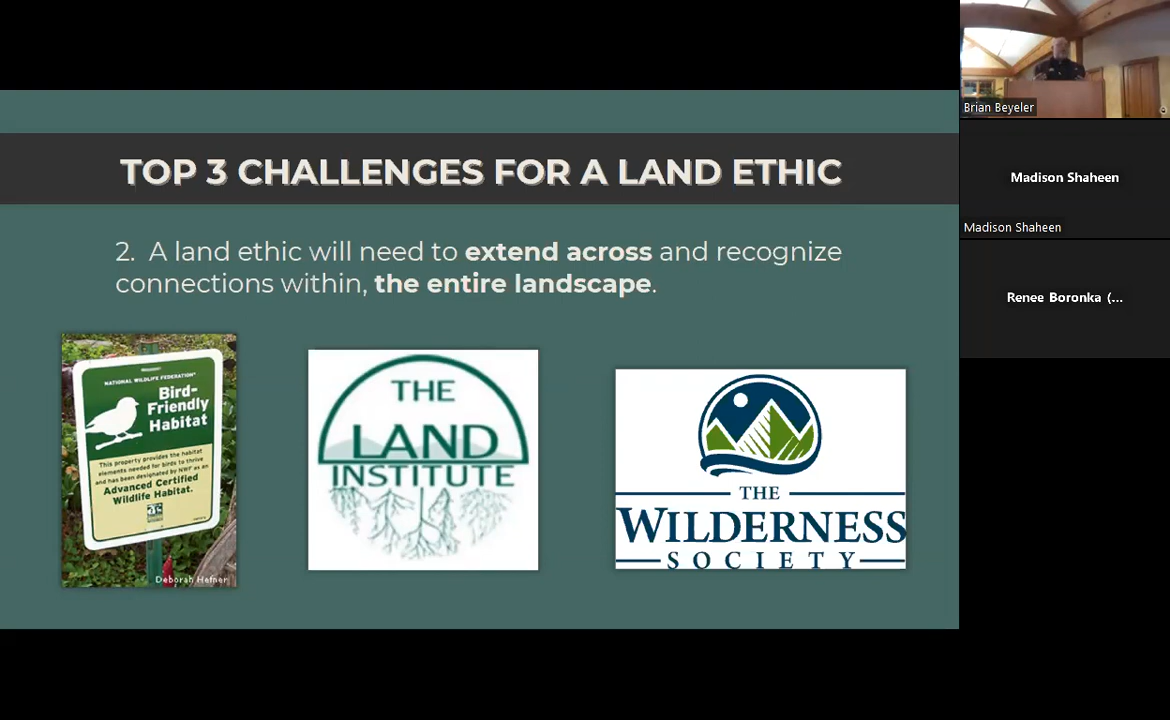 TOP 3 CHALLENGES FOR A LAND ETHIC
2. A land ethic will need to extend across and recognize
connections within, the entire landscape.
NATIONAL WILDLIFE FEDERATION
Bird-
Friendly
Habitat
This property provides the habitat
elements needed for birds to thrive
and has been designated by NWF as an
Advanced Certified
Wildlife Habitat.
Deborah Hefner
THE
LAND
INSTITUTE
THE
WILDERNESS
SOCIETY
Brian Beyeler
Madison Shaheen
Madison Shaheen
Renee Boronka (...